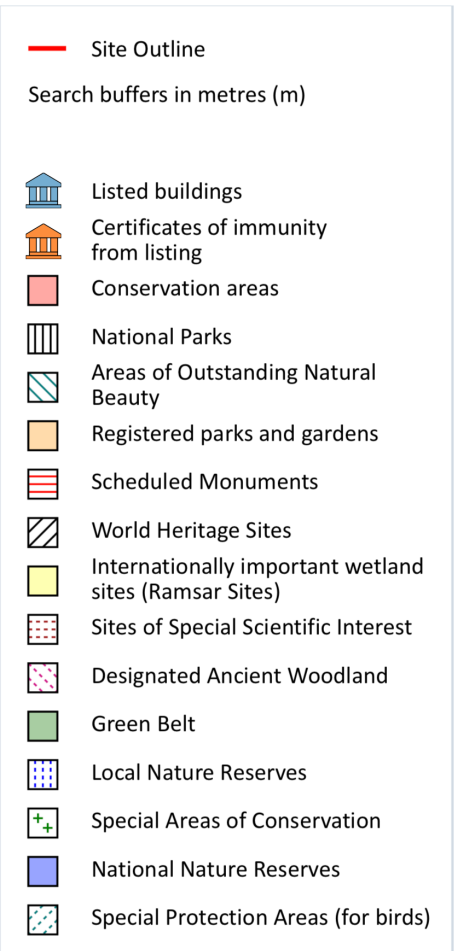 Site Outline
Search buffers in metres (m)
Listed buildings
Certificates of immunity
from listing
Conservation areas
National Parks
Areas of Outstanding Natural
Beauty
Registered parks and gardens
Scheduled Monuments
World Heritage Sites
Internationally important wetland
sites (Ramsar Sites)
Sites of Special Scientific Interest
Designated Ancient Woodland
Green Belt
Local Nature Reserves
Special Areas of Conservation
National Nature Reserves
Special Protection Areas (for birds)